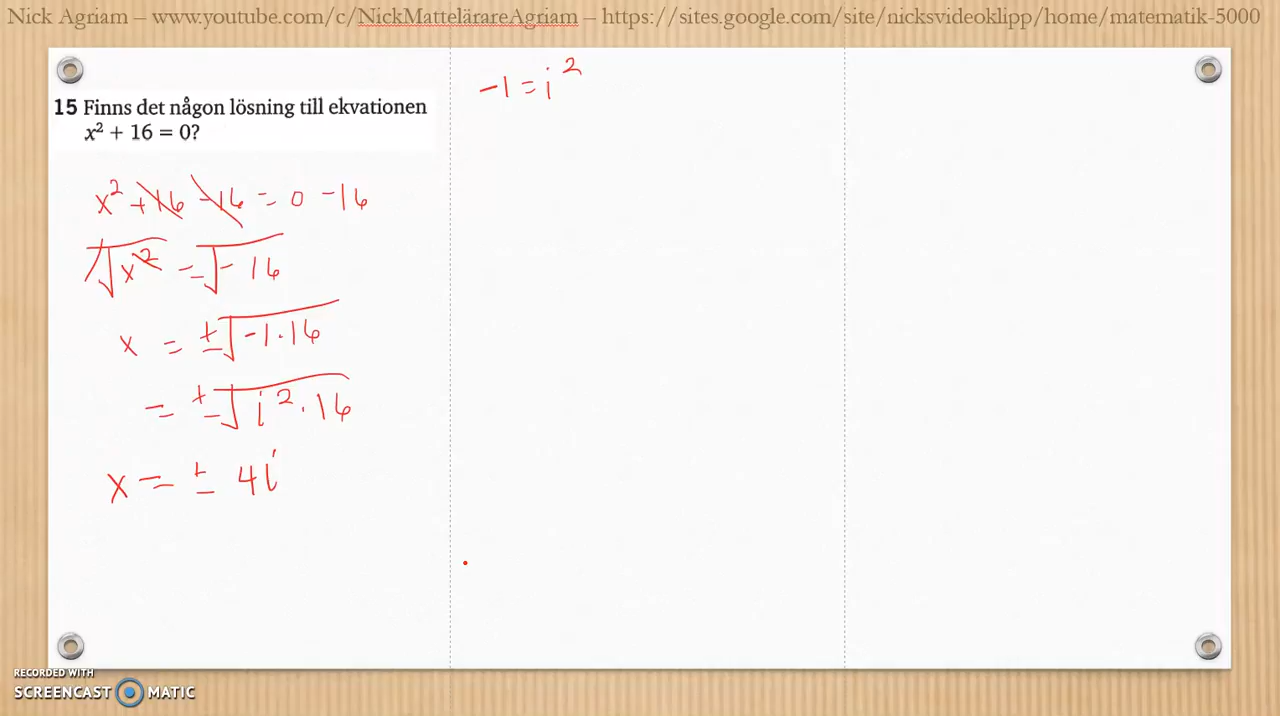 Nick Agriam – www.youtube.com/c/NickMattelärareAgriam – https://sites.google.com/site/nicksvideoklipp/home/matematik-5000
15 Finns det någon lösning till ekvationen
x² + 16 = 0?
x² + 16 - 16 = 0 - 16
√x² = ±√-16
x = ±√-1·16
= ±√i²·16
x = ± 4i
-1 = i²
RECORDED WITH
SCREENCAST MATIC